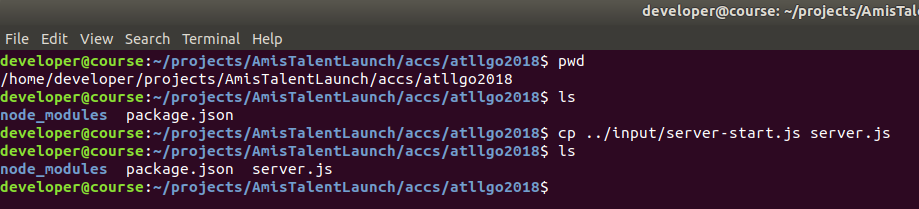 developer@course: ~/projects/AmisTale
File Edit View Search Terminal Help
developer@course:~/projects/AmisTalentLaunch/accs/atllgo2018$ pwd
/home/developer/projects/AmisTalentLaunch/accs/atllgo2018
developer@course:~/projects/AmisTalentLaunch/accs/atllgo2018$ ls
node_modules package.json
developer@course:~/projects/AmisTalentLaunch/accs/atllgo2018$ cp ../input/server-start.js server.js
developer@course:~/projects/AmisTalentLaunch/accs/atllgo2018$ ls
node_modules package.json server.js
developer@course:~/projects/AmisTalentLaunch/accs/atllgo2018$